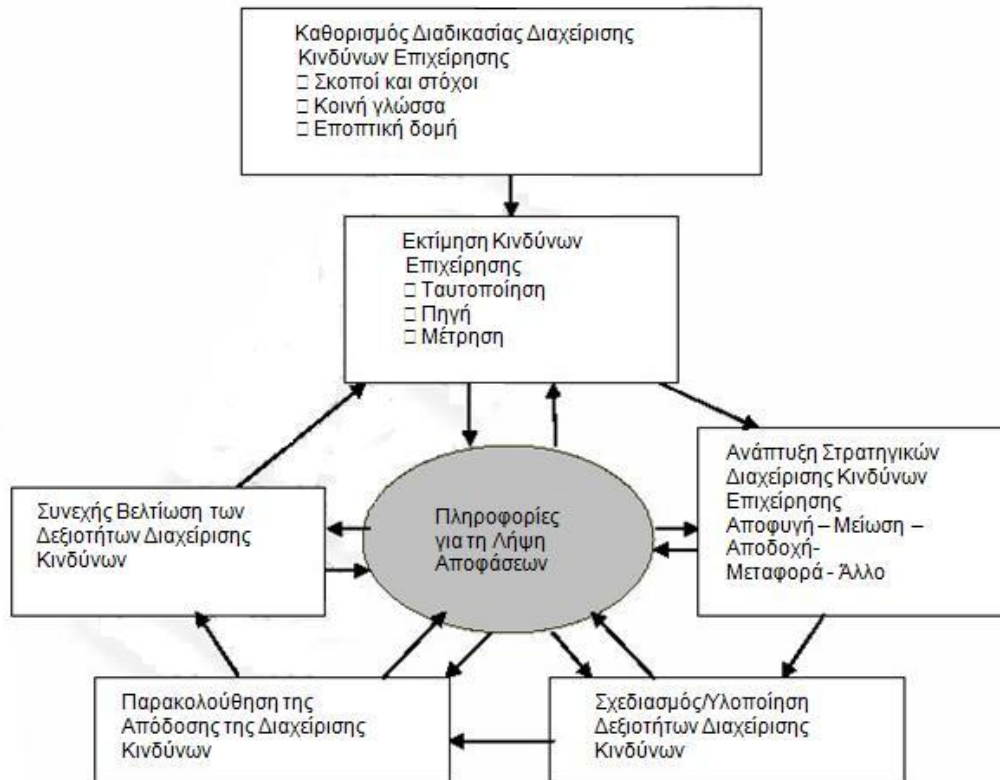 Καθορισμός Διαδικασίας Διαχείρισης
Κινδύνων Επιχείρησης
□ Σκοποί και στόχοι
□ Κοινή γλώσσα
□ Εποπτική δομή
Εκτίμηση Κινδύνων
Επιχείρησης
□ Ταυτοποίηση
□ Πηγή
□ Μέτρηση
Ανάπτυξη Στρατηγικών
Διαχείρισης Κινδύνων
Επιχείρησης
Αποφυγή – Μείωση –
Αποδοχή-
Μεταφορά - Άλλο
Συνεχής Βελτίωση των
Δεξιοτήτων Διαχείρισης
Κινδύνων
Πληροφορίες
για τη Λήψη
Αποφάσεων
Παρακολούθηση της
Απόδοσης της Διαχείρισης
Κινδύνων
Σχεδιασμός/Υλοποίηση
Δεξιοτήτων Διαχείρισης
Κινδύνων